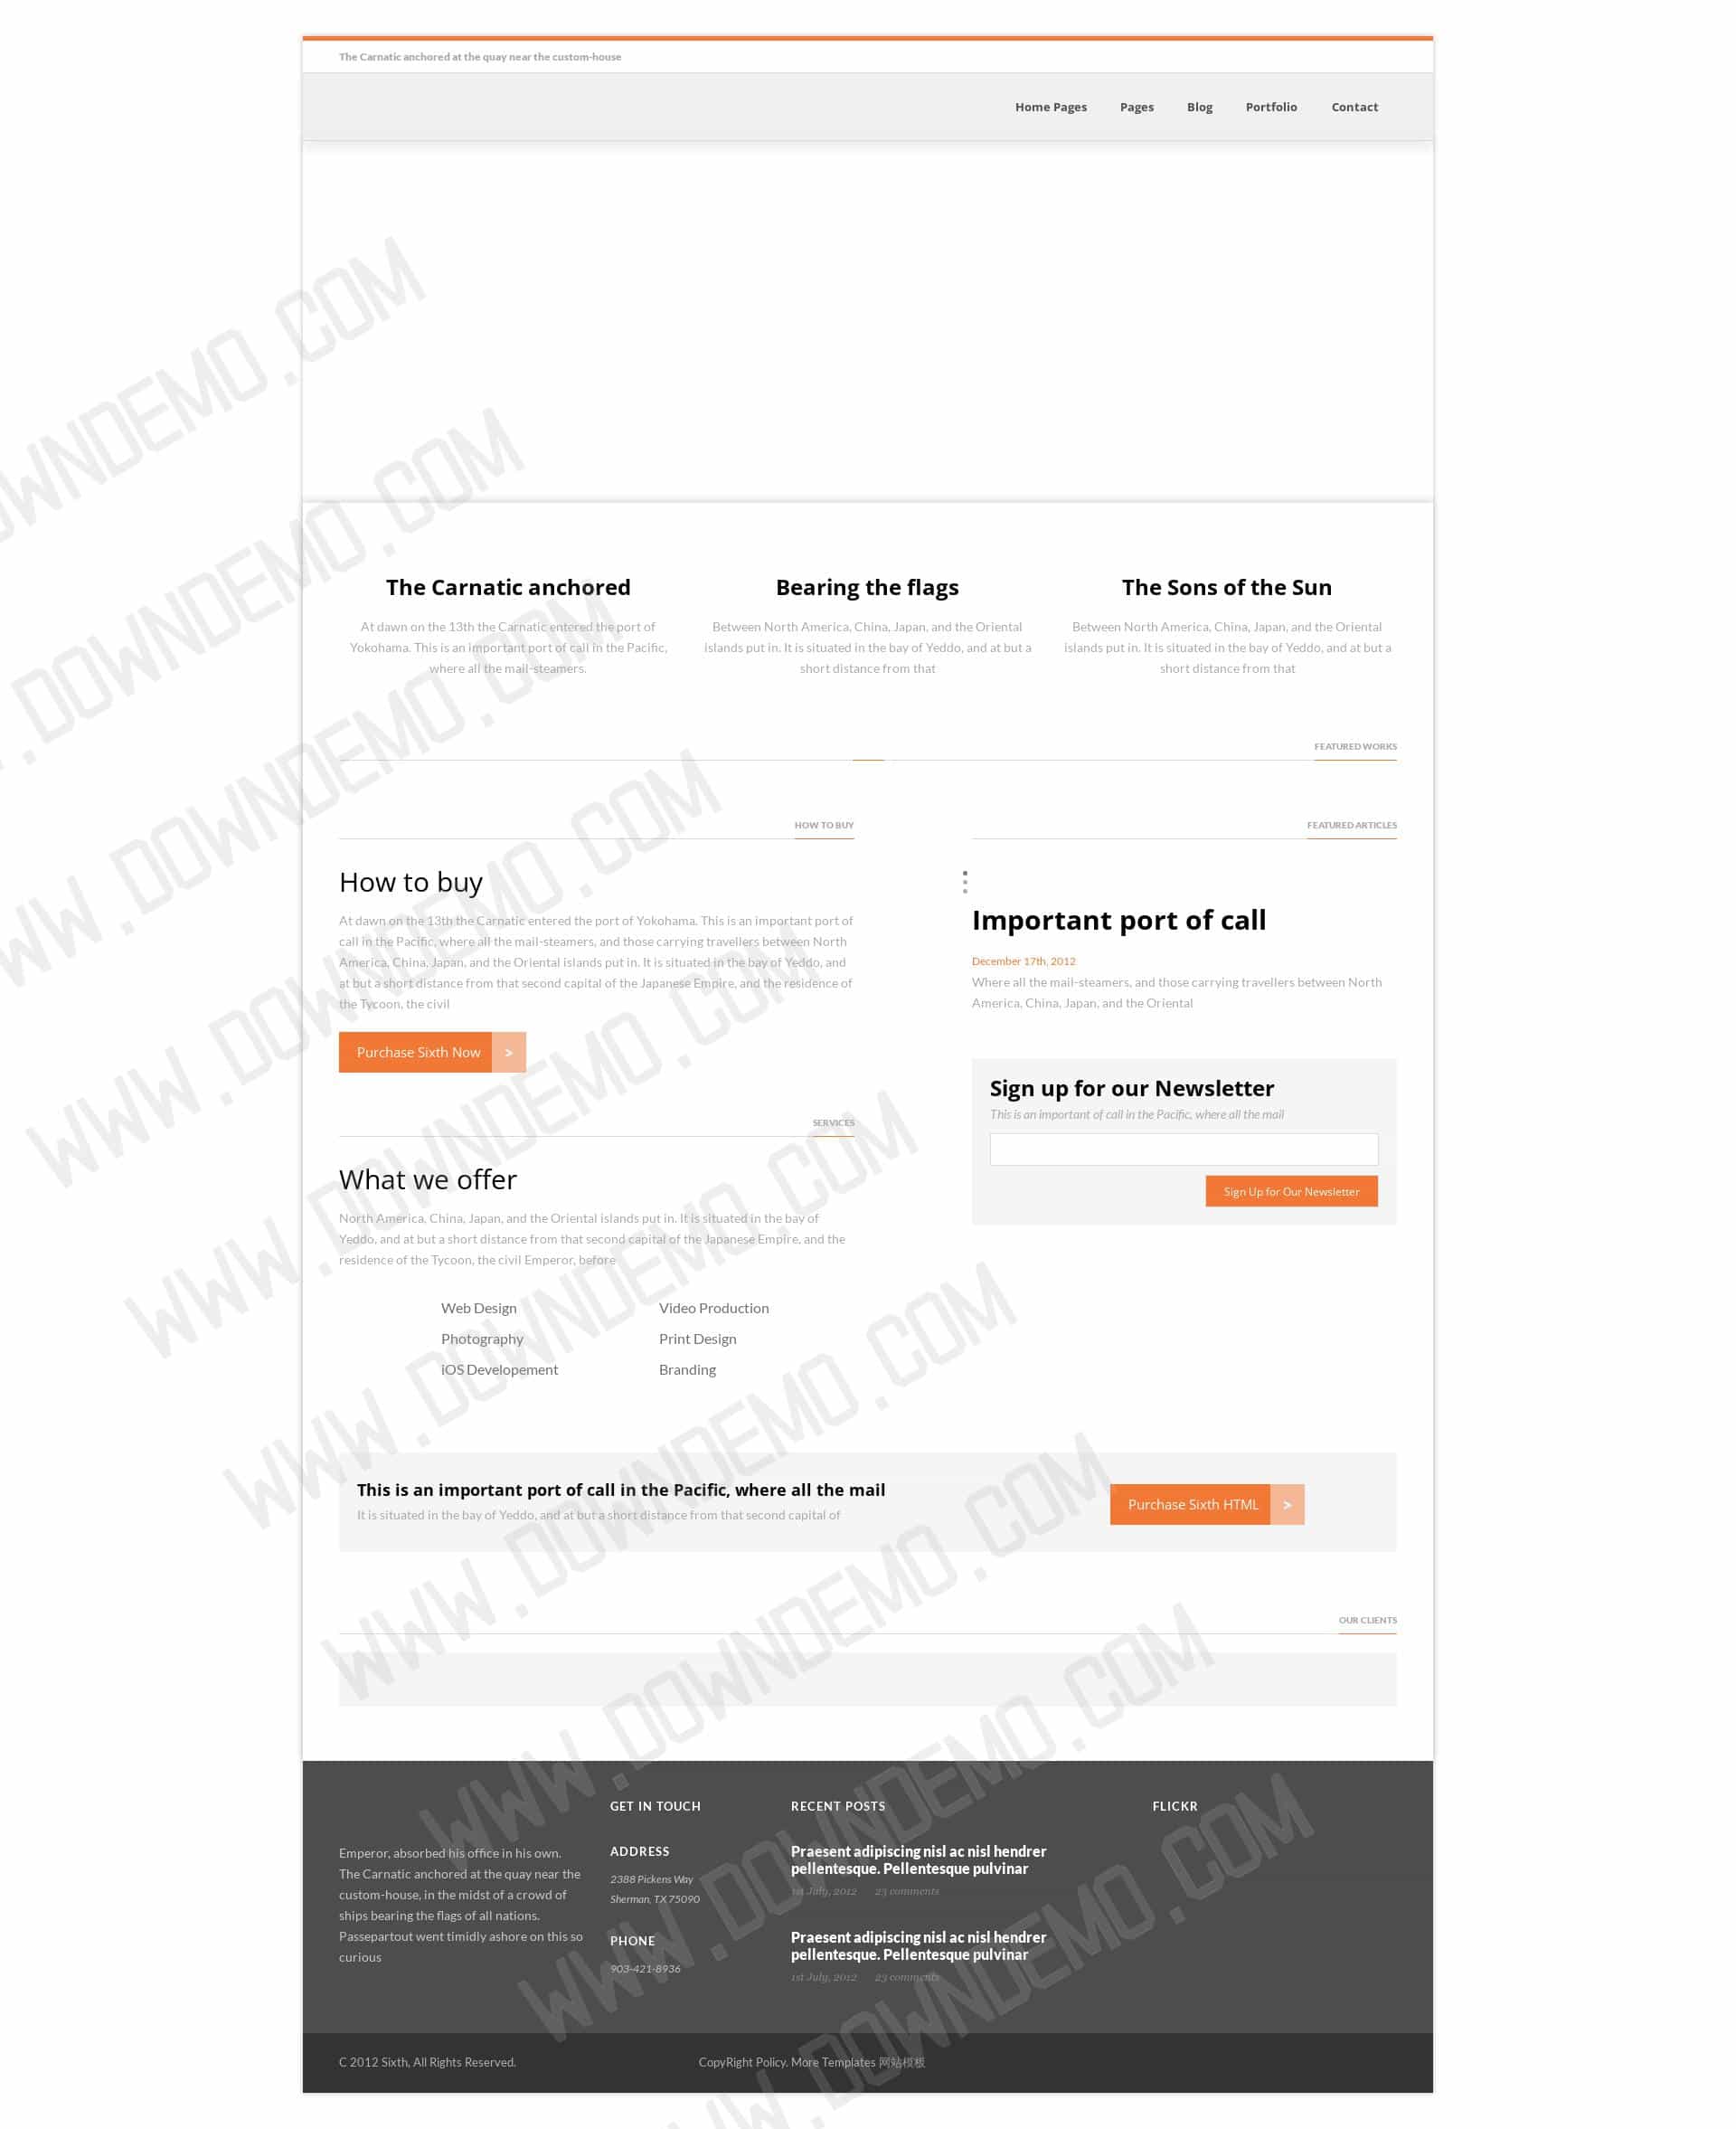 The Carnatic anchored at the quay near the custom-house
Home Pages Pages Blog Portfolio Contact
The Carnatic anchored
At dawn on the 13th the Carnatic entered the port of
Yokohama. This is an important port of call in the Pacific,
where all the mail-steamers.
Bearing the flags
Between North America, China, Japan, and the Oriental
islands put in. It is situated in the bay of Yeddo, and at but a
short distance from that
The Sons of the Sun
Between North America, China, Japan, and the Oriental
islands put in. It is situated in the bay of Yeddo, and at but a
short distance from that
FEATURED WORKS
HOW TO BUY
How to buy
At dawn on the 13th the Carnatic entered the port of Yokohama. This is an important port of
call in the Pacific, where all the mail-steamers, and those carrying travellers between North
America, China, Japan, and the Oriental islands put in. It is situated in the bay of Yeddo, and
at but a short distance from that second capital of the Japanese Empire, and the residence of
the Tycoon, the civil
Purchase Sixth Now >
SERVICES
What we offer
North America, China, Japan, and the Oriental islands put in. It is situated in the bay of
Yeddo, and at but a short distance from that second capital of the Japanese Empire, and the
residence of the Tycoon, the civil Emperor, before
Web Design
Photography
iOS Developement
Video Production
Print Design
Branding
FEATURED ARTICLES
Important port of call
December 17th, 2012
Where all the mail-steamers, and those carrying travellers between North
America, China, Japan, and the Oriental
Sign up for our Newsletter
This is an important of call in the Pacific, where all the mail
Sign Up for Our Newsletter
This is an important port of call in the Pacific, where all the mail
It is situated in the bay of Yeddo, and at but a short distance from that second capital of
Purchase Sixth HTML >
OUR CLIENTS
Emperor, absorbed his office in his own.
The Carnatic anchored at the quay near the
custom-house, in the midst of a crowd of
ships bearing the flags of all nations.
Passepartout went timidly ashore on this so
curious
GET IN TOUCH
ADDRESS
2388 Pickens Way
Sherman, TX 75090
PHONE
903-421-8936
RECENT POSTS
Praesent adipiscing nisl ac nisl hendrer
pellentesque. Pellentesque pulvinar
1st July, 2012 23 comments
Praesent adipiscing nisl ac nisl hendrer
pellentesque. Pellentesque pulvinar
1st July, 2012 23 comments
FLICKR
C 2012 Sixth, All Rights Reserved.
CopyRight Policy. More Templates 网站模板
WWW.DOWNDEMO.COM
WWW.DOWNDEMO.COM
WWW.DOWNDEMO.COM
WWW.DOWNDEMO.COM
WWW.DOWNDEMO.COM
WWW.DOWNDEMO.COM
WWW.DOWNDEMO.COM